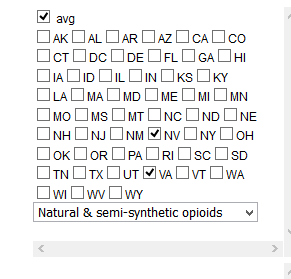 avg
AK AL AR AZ CA CO
CT DC DE FL GA HI
IA ID IL IN KS KY
LA MA MD ME MI MN
MO MS MT NC ND NE
NH NJ NM NV NY OH
OK OR PA RI SC SD
TN TX UT VA VT WA
WI WV WY
Natural & semi-synthetic opioids